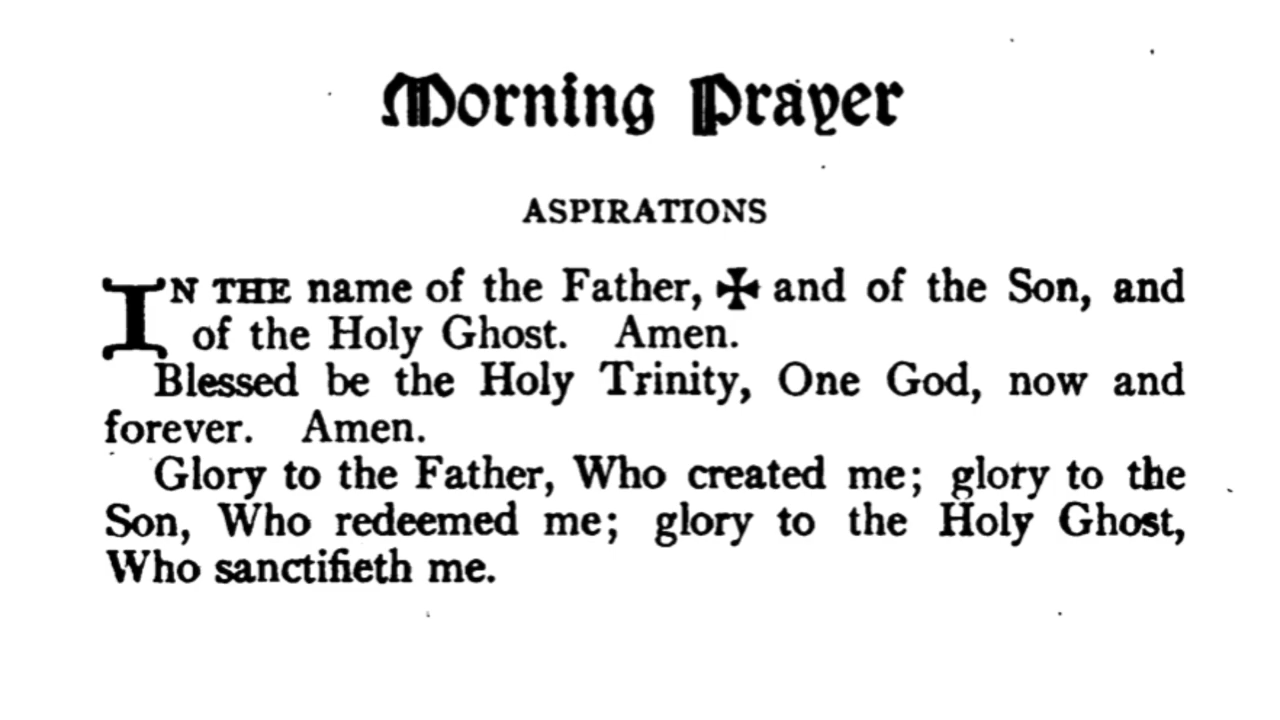 Morning Prayer
ASPIRATIONS
IN THE name of the Father, ✠ and of the Son, and
of the Holy Ghost. Amen.
Blessed be the Holy Trinity, One God, now and
forever. Amen.
Glory to the Father, Who created me; glory to the
Son, Who redeemed me; glory to the Holy Ghost,
Who sanctifieth me.